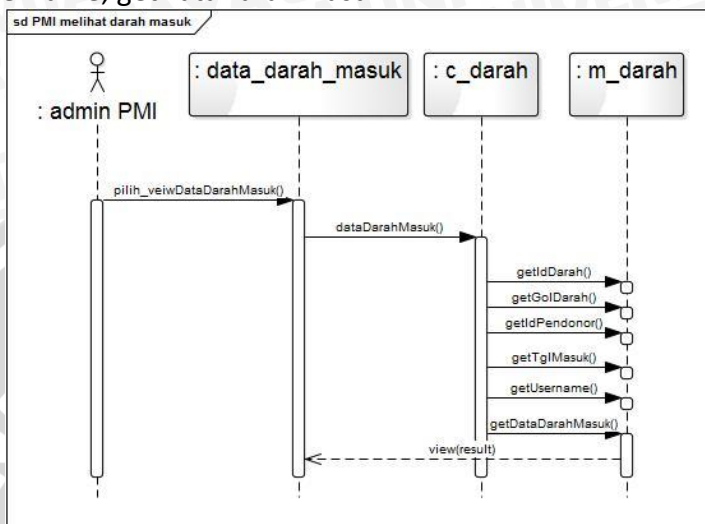 sd PMI melihat darah masuk
: admin PMI
: data_darah_masuk
: c_darah
: m_darah
pilih_veiwDataDarahMasuk()
dataDarahMasuk()
getIdDarah()
getGolDarah()
getIdPendonor()
getTglMasuk()
getUsername()
getDataDarahMasuk()
view(result)